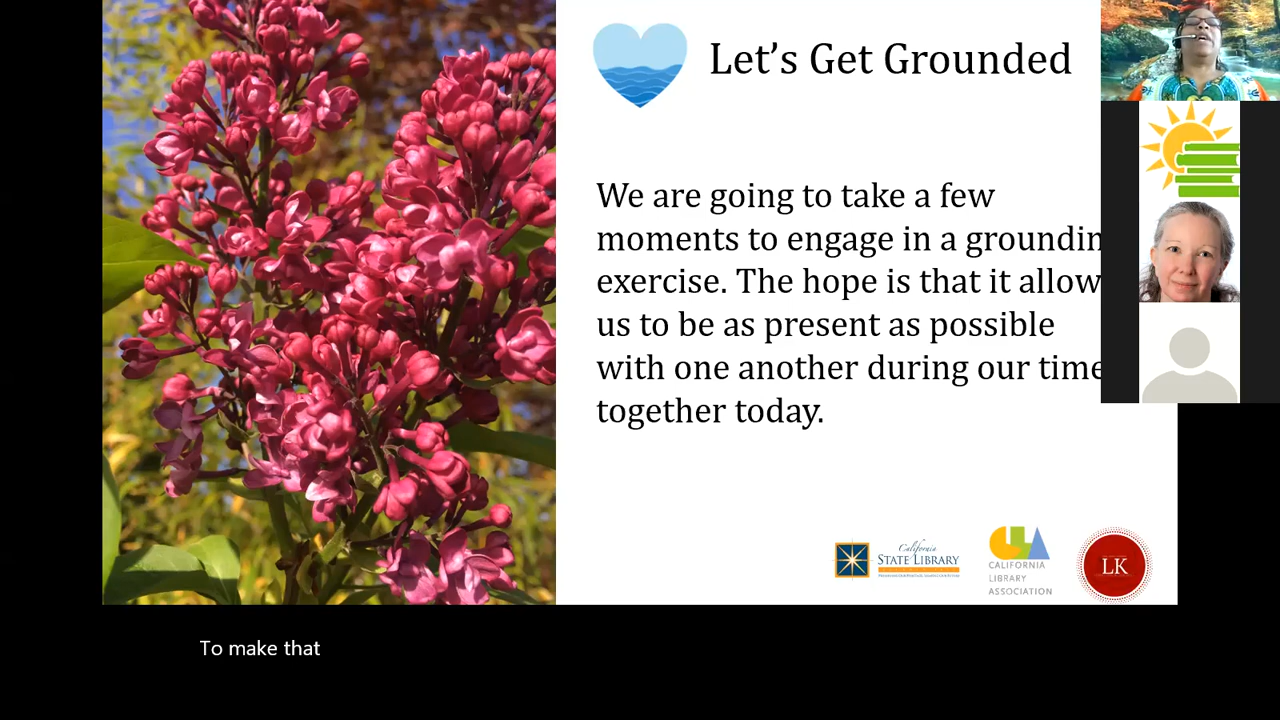 Let’s Get Grounded
We are going to take a few
moments to engage in a groundin
exercise. The hope is that it allow
us to be as present as possible
with one another during our time
together today.
California
STATE LIBRARY
CALIFORNIA
LIBRARY
ASSOCIATION
LK
To make that